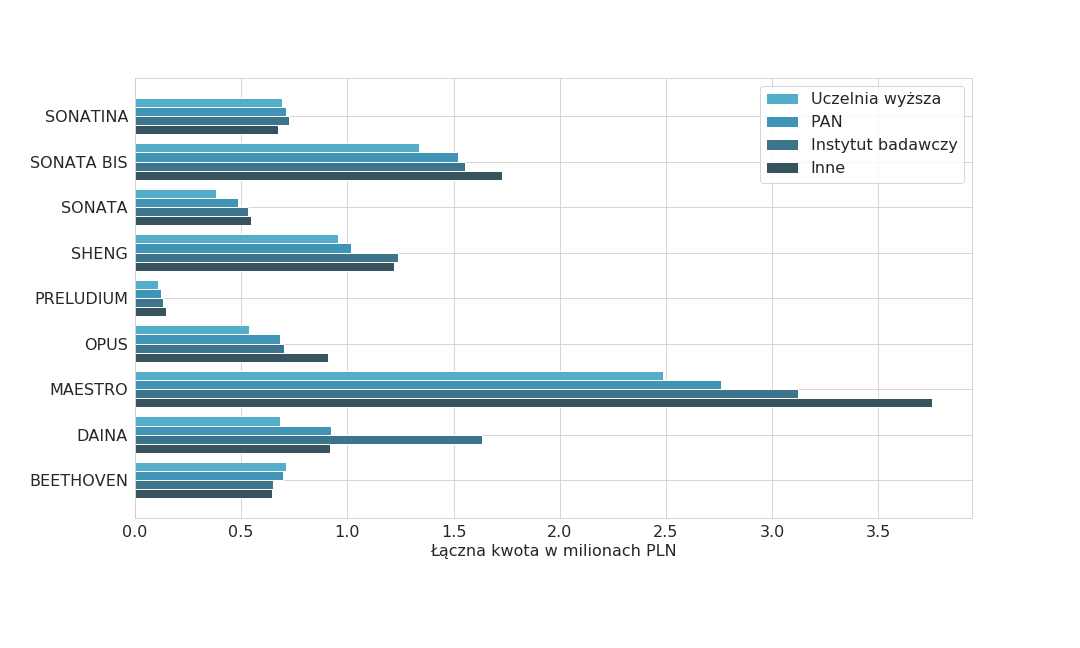 SONATINA
SONATA BIS
SONATA
SHENG
PRELUDIUM
OPUS
MAESTRO
DAINA
BEETHOVEN
Uczelnia wyższa
PAN
Instytut badawczy
Inne
0.0 0.5 1.0 1.5 2.0 2.5 3.0 3.5
Łączna kwota w milionach PLN